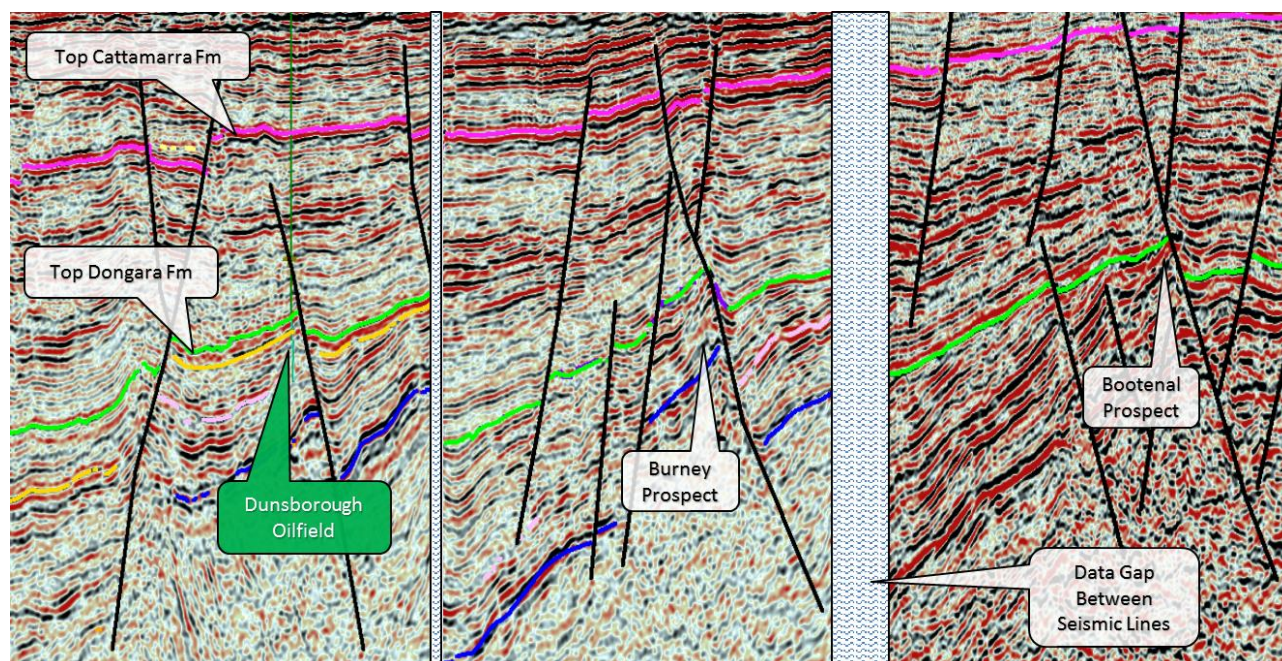 Top Cattamarra Fm
Top Dongara Fm
Dunsborough
Oilfield
Burney
Prospect
Bootenal
Prospect
Data Gap
Between
Seismic Lines